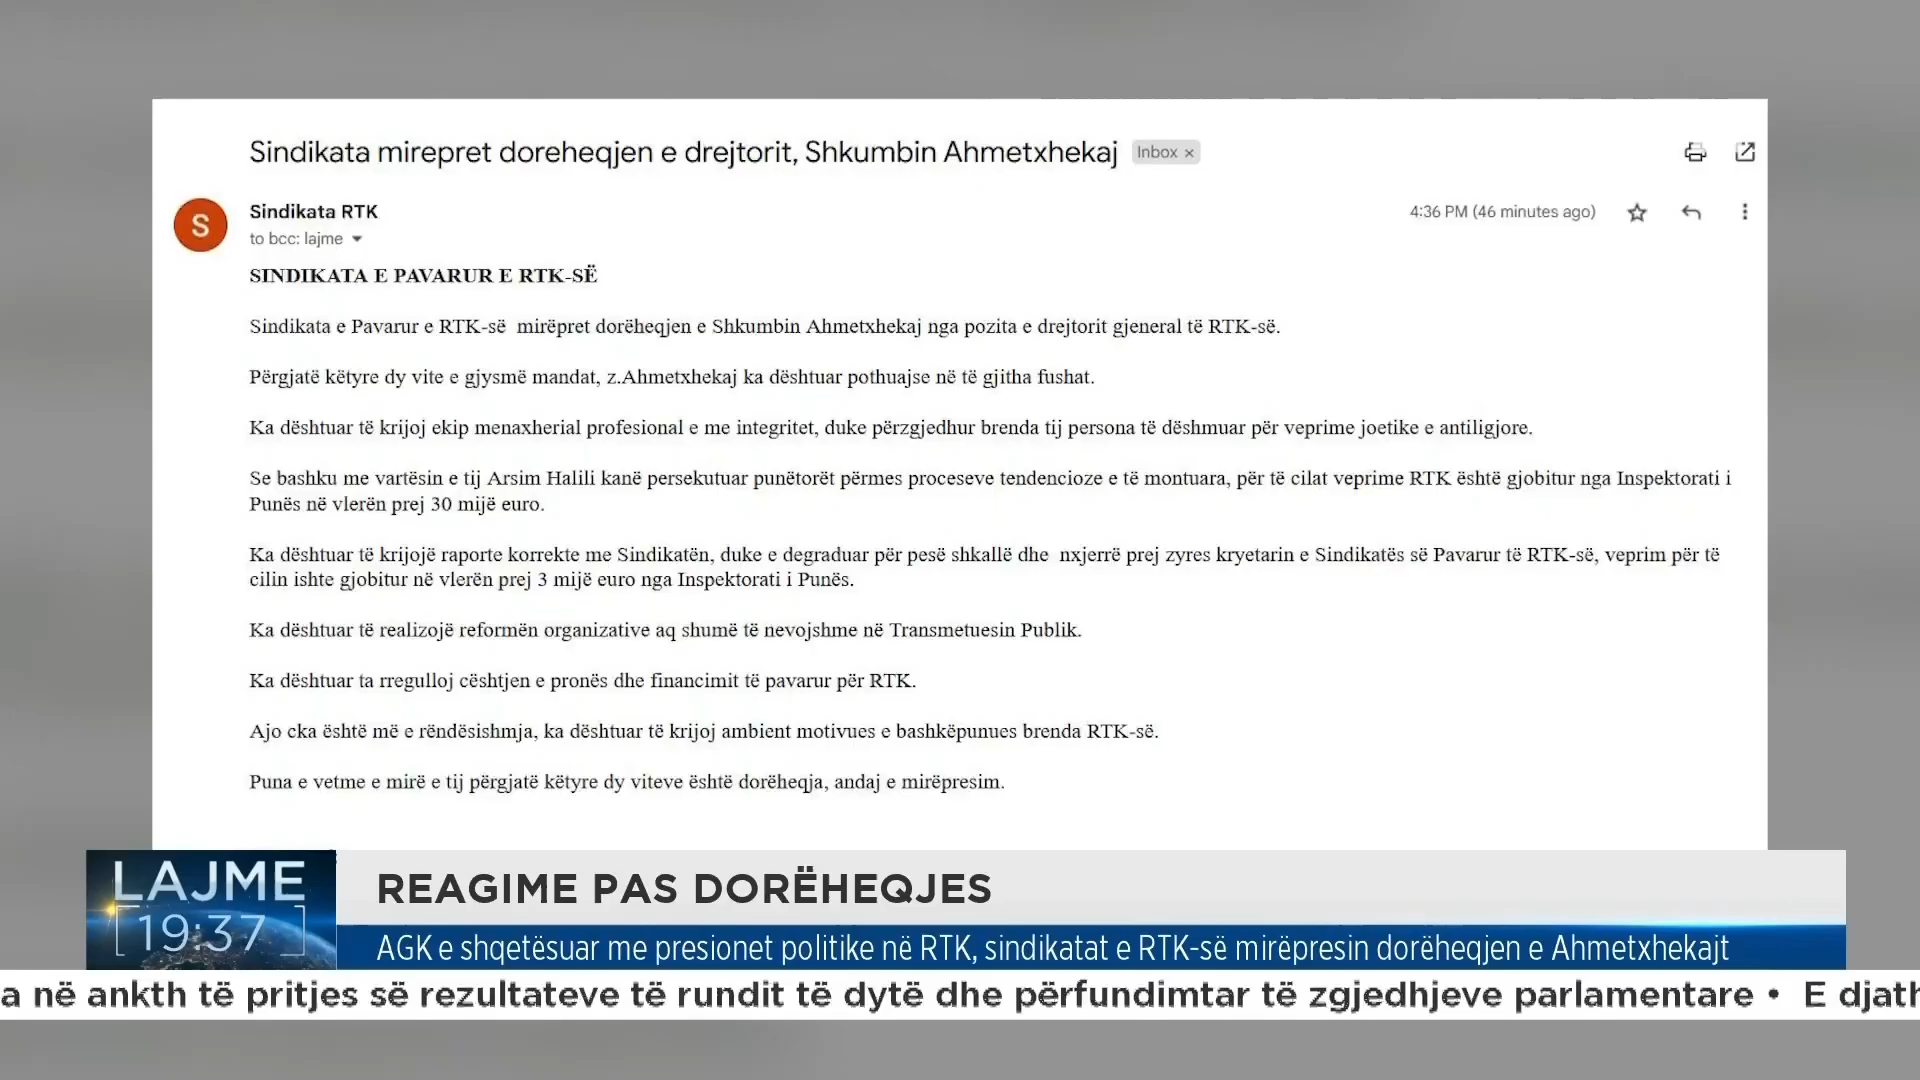 Sindikata mirepret doreheqjen e drejtorit, Shkumbin Ahmetxhekaj Inbox ×
S
Sindikata RTK
4:36 PM (46 minutes ago)
to bcc: lajme
SINDIKATA E PAVARUR E RTK-SË
Sindikata e Pavarur e RTK-së  mirëpret dorëheqjen e Shkumbin Ahmetxhekaj nga pozita e drejtorit gjeneral të RTK-së.
Përgjatë këtyre dy vite e gjysmë mandat, z.Ahmetxhekaj ka dështuar pothuajse në të gjitha fushat.
Ka dështuar të krijoj ekip menaxherial profesional e me integritet, duke përzgjedhur brenda tij persona të dëshmuar për veprime joetike e antiligjore.
Se bashku me vartësin e tij Arsim Halili kanë persekutuar punëtorët përmes proceseve tendencioze e të montuara, për të cilat veprime RTK është gjobitur nga Inspektorati i
Punës në vlerën prej 30 mijë euro.
Ka dështuar të krijojë raporte korrekte me Sindikatën, duke e degraduar për pesë shkallë dhe  nxjerrë prej zyres kryetarin e Sindikatës së Pavarur të RTK-së, veprim për të
cilin ishte gjobitur në vlerën prej 3 mijë euro nga Inspektorati i Punës.
Ka dështuar të realizojë reformën organizative aq shumë të nevojshme në Transmetuesin Publik.
Ka dështuar ta rregulloj cështjen e pronës dhe financimit të pavarur për RTK.
Ajo cka është më e rëndësishmja, ka dështuar të krijoj ambient motivues e bashkëpunues brenda RTK-së.
Puna e vetme e mirë e tij përgjatë këtyre dy viteve është dorëheqja, andaj e mirëpresim.
LAJME
19:37
REAGIME PAS DORËHEQJES
AGK e shqetësuar me presionet politike në RTK, sindikatat e RTK-së mirëpresin dorëheqjen e Ahmetxhekajt
a në ankth të pritjes së rezultateve të rundit të dytë dhe përfundimtar të zgjedhjeve parlamentare • E djath